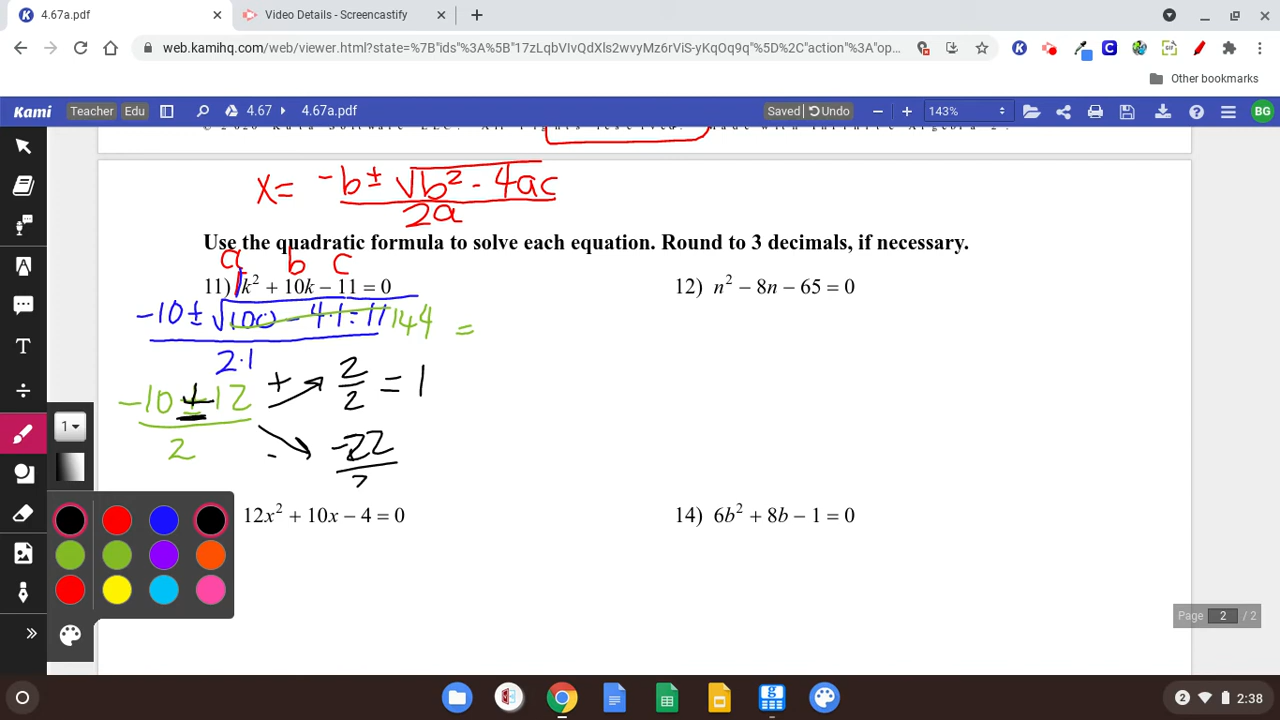 4.67a.pdf
Video Details - Screencastify
web.kamihq.com/web/viewer.html?state=%7B"ids"%3A%5B"17zLqbVIvQdXls2wvyMz6rViS-yKqOq9q"%5D%2C"action"%3A"op...
Other bookmarks
Kami Teacher Edu 4.67 4.67a.pdf Saved Undo 143% BG
x = -b ± √b² - 4ac
2a
Use the quadratic formula to solve each equation. Round to 3 decimals, if necessary.
a b c
11) 1k² + 10k − 11 = 0
12) n² − 8n − 65 = 0
-10 ± √100 - 4·1·-11 144 =
2·1
-10 ± 12 + 2/2 = 1
2
- -22
2
12x² + 10x − 4 = 0
14) 6b² + 8b − 1 = 0
1
Page 2 / 2
2 2:38